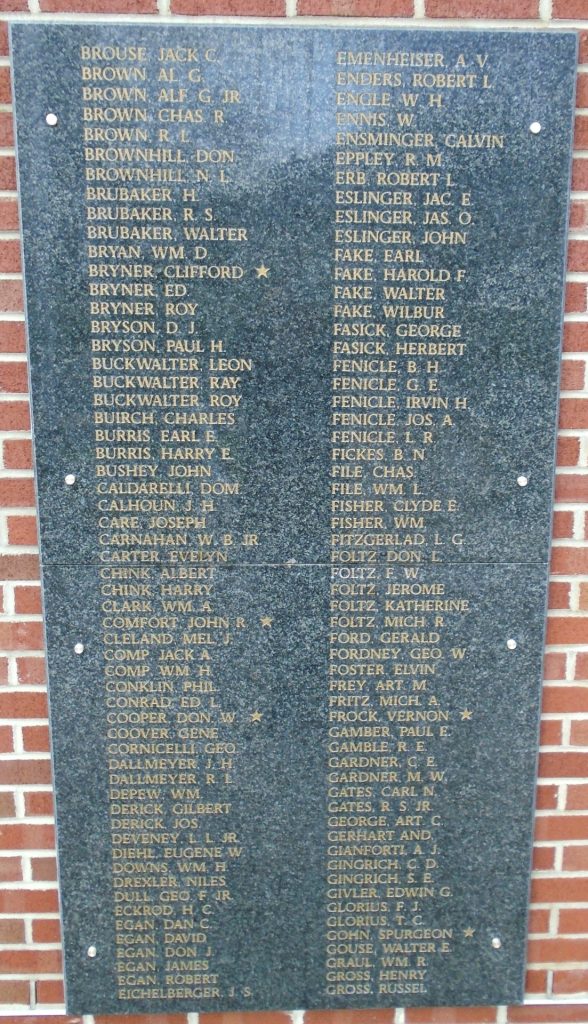 BROUSE, JACK C.
BROWN, AL. G.
BROWN, ALF. G. JR.
BROWN, CHAS. R.
BROWN, R. L.
BROWNHILL, DON
BROWNHILL, N. L.
BRUBAKER, H.
BRUBAKER, R. S.
BRUBAKER, WALTER
BRYAN, WM. D.
BRYNER, CLIFFORD ★
BRYNER, ED.
BRYNER, ROY
BRYSON, D. J.
BRYSON, PAUL H.
BUCKWALTER, LEON
BUCKWALTER, RAY
BUCKWALTER, ROY
BUIRCH, CHARLES
BURRIS, EARL E.
BURRIS, HARRY E.
BUSHEY, JOHN
CALDARELLI, DOM.
CALHOUN, J. H.
CARE, JOSEPH
CARNAHAN, W. B. JR.
CARTER, EVELYN
CHINK, ALBERT
CHINK, HARRY
CLARK, WM. A.
COMFORT, JOHN R. ★
CLELAND, MEL. J.
COMP, JACK A.
COMP, WM. H.
CONKLIN, PHIL.
CONRAD, ED. L.
COOPER, DON. W. ★
COOVER, GENE
CORNICELLI, GEO.
DALLMEYER, J. H.
DALLMEYER, R. L.
DEPEW, WM.
DERICK, GILBERT
DERICK, JOS.
DEVENEY, L. L. JR.
DIEHL, EUGENE W.
DOWNS, WM. H.
DREXLER, NILES
DULL, GEO. F. JR.
ECKROD, H. C.
EGAN, DAN C.
EGAN, DAVID
EGAN, DON. J.
EGAN, JAMES
EGAN, ROBERT
EICHELBERGER, J. S.
EMENHEISER, A. V.
ENDERS, ROBERT L.
ENGLE, W. H.
ENNIS, W.
ENSMINGER, CALVIN
EPPLEY, R. M.
ERB, ROBERT L.
ESLINGER, JAC. E.
ESLINGER, JAS. O.
ESLINGER, JOHN
FAKE, EARL
FAKE, HAROLD F.
FAKE, WALTER
FAKE, WILBUR
FASICK, GEORGE
FASICK, HERBERT
FENICLE, B. H.
FENICLE, G. E.
FENICLE, IRVIN H.
FENICLE, JOS. A.
FENICLE, L. R.
FICKES, B. N.
FILE, CHAS.
FILE, WM. L.
FISHER, CLYDE E.
FISHER, WM.
FITZGERLAD, L. G.
FOLTZ, DON. L.
FOLTZ, F. W.
FOLTZ, JEROME
FOLTZ, KATHERINE
FOLTZ, MICH. R.
FORD, GERALD
FORDNEY, GEO. W.
FOSTER, ELVIN
FREY, ART. M.
FRITZ, MICH. A.
FROCK, VERNON ★
GAMBER, PAUL E.
GAMBLE, R. E.
GARDNER, C. E.
GARDNER, M. W.
GATES, CARL N.
GATES, R. S. JR.
GEORGE, ART. C.
GERHART AND.
GIANFORTI, A. J.
GINGRICH, C. D.
GINGRICH, S. E.
GIVLER, EDWIN G.
GLORIUS, F. J.
GLORIUS, T. C.
GOHN, SPURGEON ★
GOUSE, WALTER E.
GRAUL, WM. R.
GROSS, HENRY
GROSS, RUSSEL